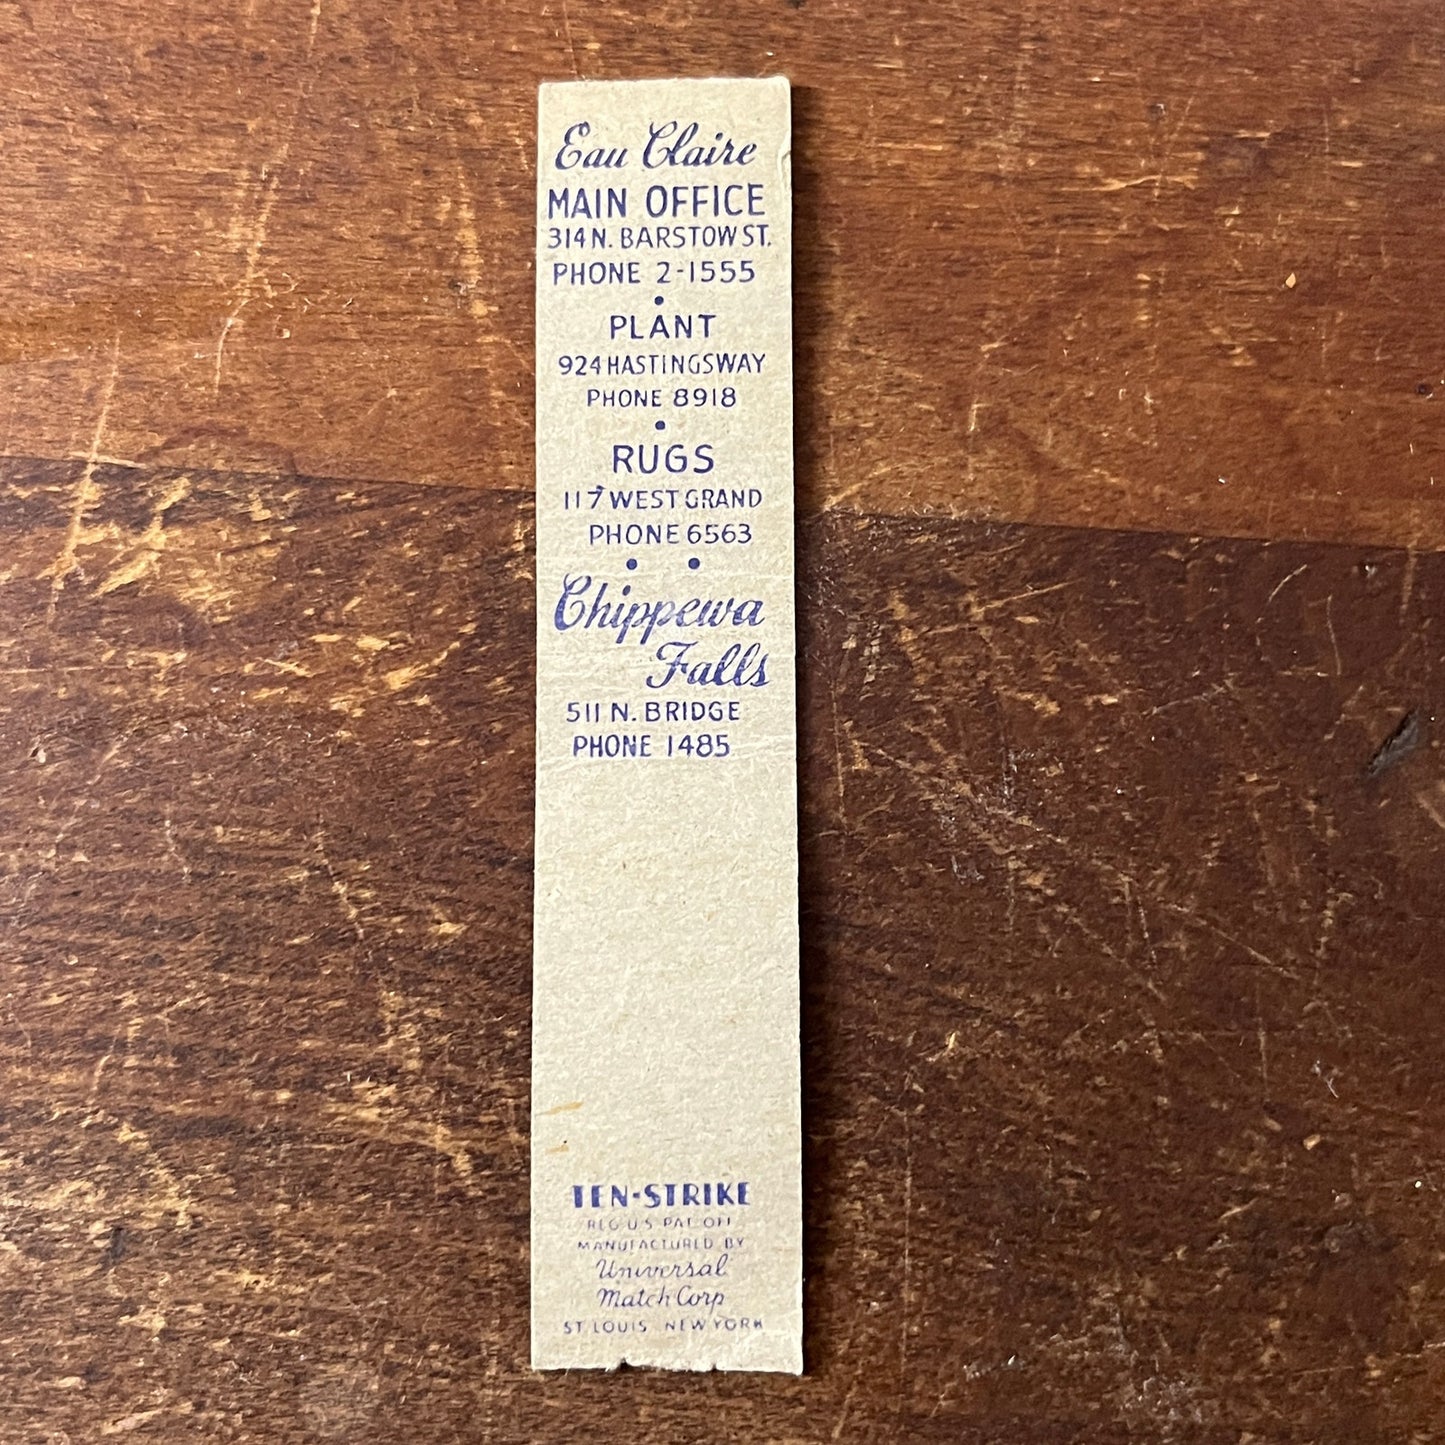 Eau Claire
MAIN OFFICE
314 N. BARSTOW ST.
PHONE 2-1555
•
PLANT
924 HASTINGS WAY
PHONE 8918
•
RUGS
117 WEST GRAND
PHONE 6563
• •
Chippewa
Falls
511 N. BRIDGE
PHONE 1485
TEN-STRIKE
REG U.S. PAT OFF
MANUFACTURED BY
Universal
Match Corp
ST. LOUIS NEW YORK